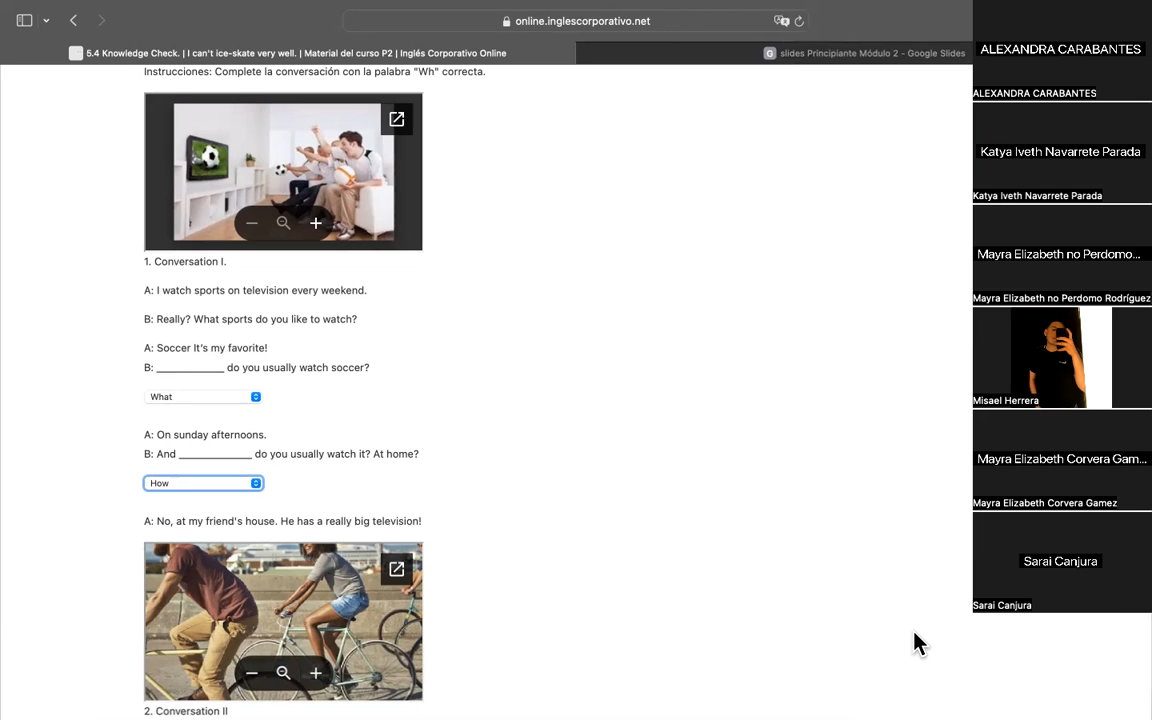 online.inglescorporativo.net
5.4 Knowledge Check. | I can't ice-skate very well. | Material del curso P2 | Inglés Corporativo Online
slides Principiante Módulo 2 - Google Slides
Instrucciones: Complete la conversación con la palabra "Wh" correcta.
1. Conversation I.
A: I watch sports on television every weekend.
B: Really? What sports do you like to watch?
A: Soccer It's my favorite!
B: ____________ do you usually watch soccer?
What
A: On sunday afternoons.
B: And _____________ do you usually watch it? At home?
How
A: No, at my friend's house. He has a really big television!
2. Conversation II
ALEXANDRA CARABANTES
ALEXANDRA CARABANTES
Katya Iveth Navarrete Parada
Katya Iveth Navarrete Parada
Mayra Elizabeth no Perdomo...
Mayra Elizabeth no Perdomo Rodríguez
Misael Herrera
Mayra Elizabeth Corvera Gam...
Mayra Elizabeth Corvera Gamez
Sarai Canjura
Sarai Canjura